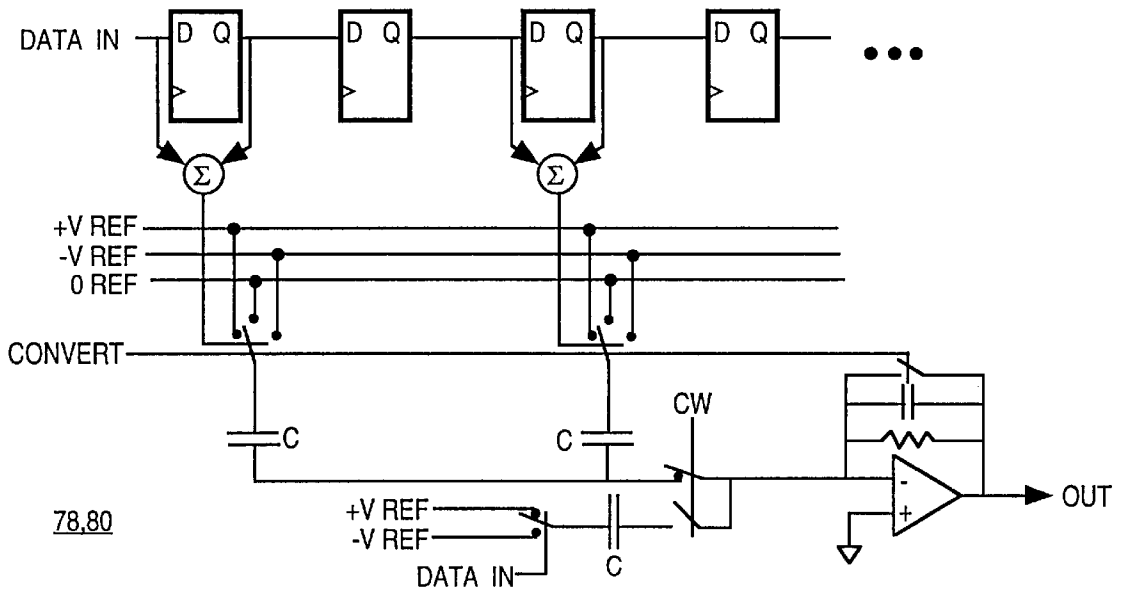 DATA IN
D Q
D Q
D Q
D Q
Σ
Σ
+V REF
-V REF
0 REF
CONVERT
C
C
CW
+V REF
-V REF
DATA IN
C
-
+
OUT
78,80